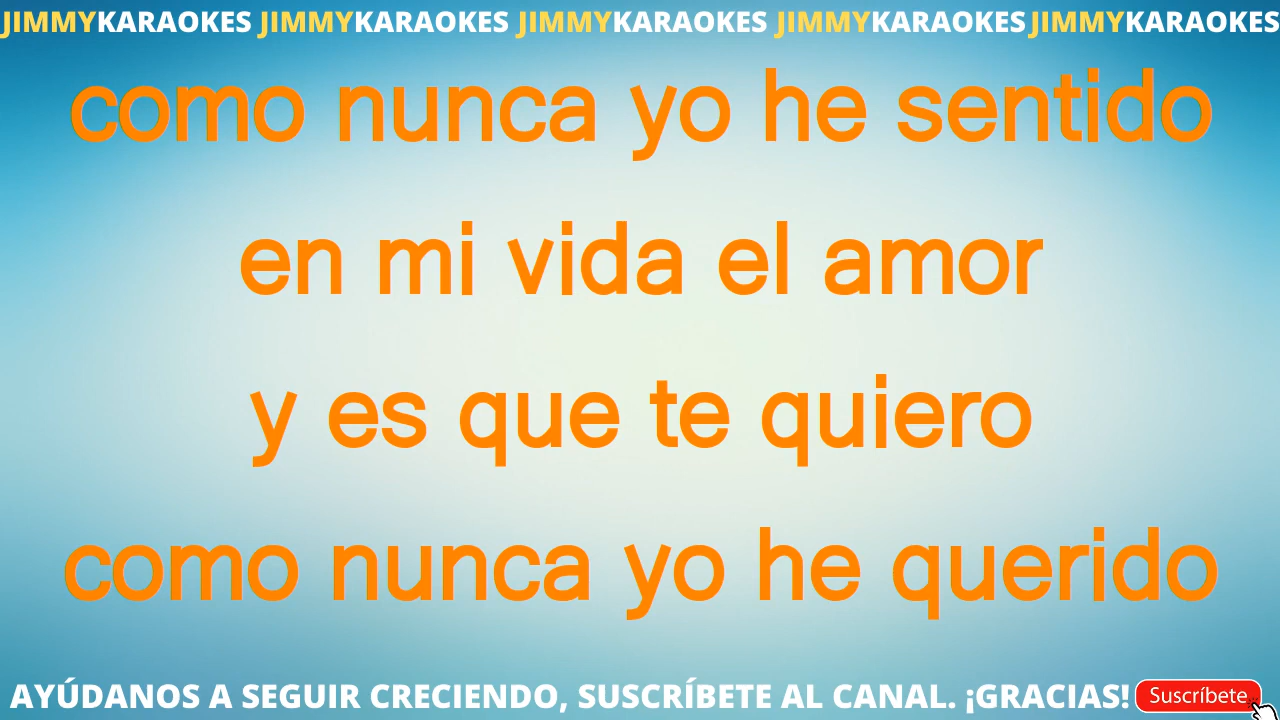 JIMMYKARAOKES JIMMYKARAOKES JIMMYKARAOKES JIMMYKARAOKES JIMMYKARAOKES
como nunca yo he sentido
en mi vida el amor
y es que te quiero
como nunca yo he querido
AYÚDANOS A SEGUIR CRECIENDO, SUSCRÍBETE AL CANAL. ¡GRACIAS! Suscríbete